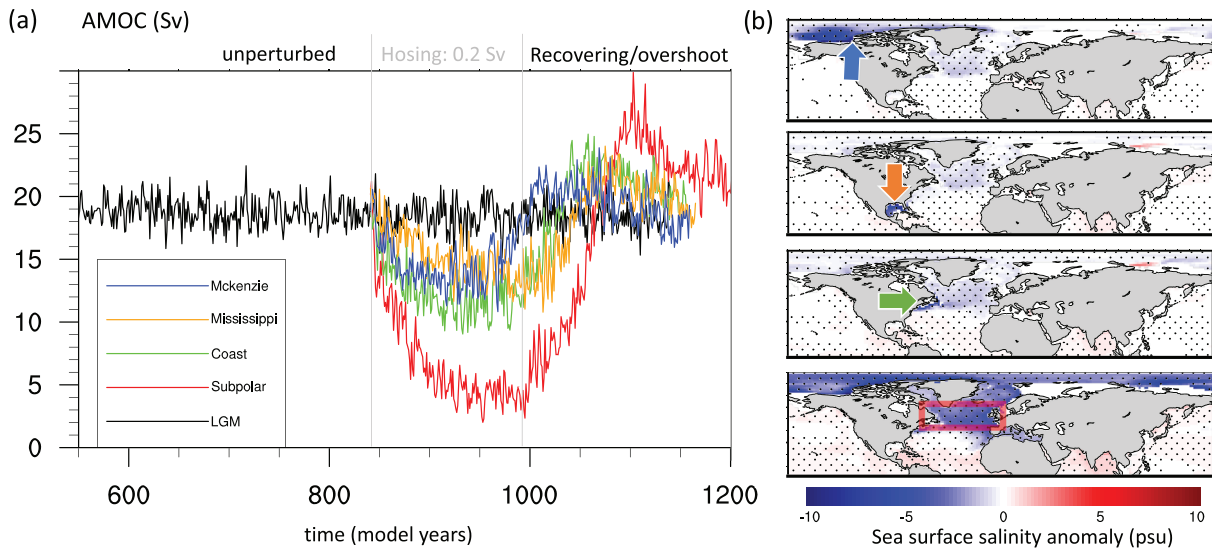 (a)
AMOC (Sv)
unperturbed
Hosing: 0.2 Sv
Recovering/overshoot
25
20
15
10
5
0
Mckenzie
Mississippi
Coast
Subpolar
LGM
600
800
1000
1200
time (model years)
(b)
-10
-5
0
5
10
Sea surface salinity anomaly (psu)